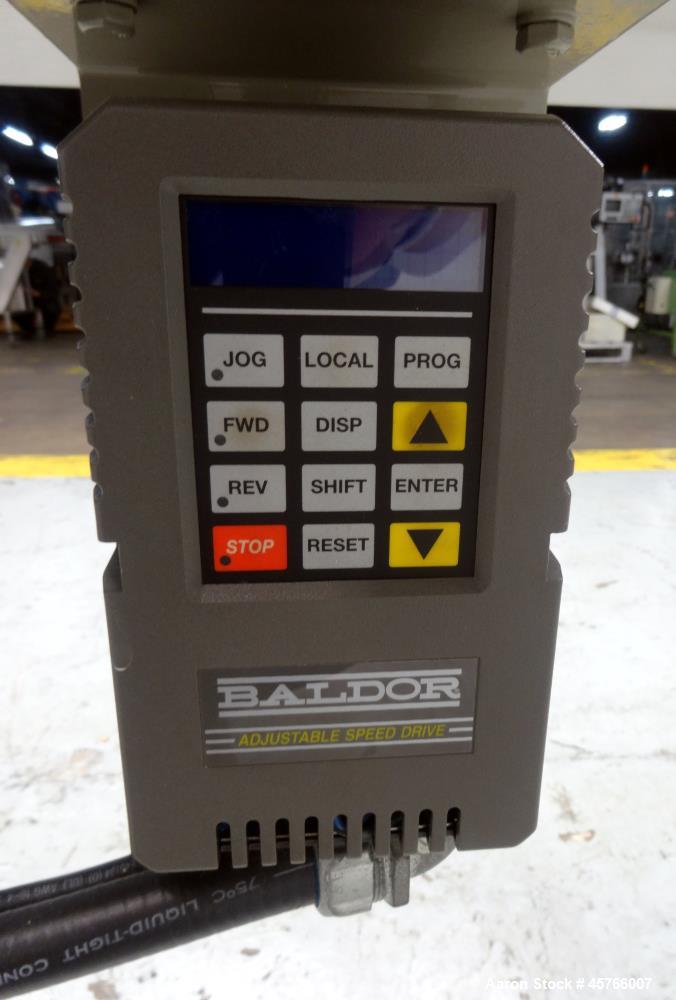 JOG LOCAL PROG
FWD DISP
REV SHIFT ENTER
STOP RESET
BALDOR
ADJUSTABLE SPEED DRIVE
75°C LIQUID-TIGHT CON
Aaron Stock # 45766007